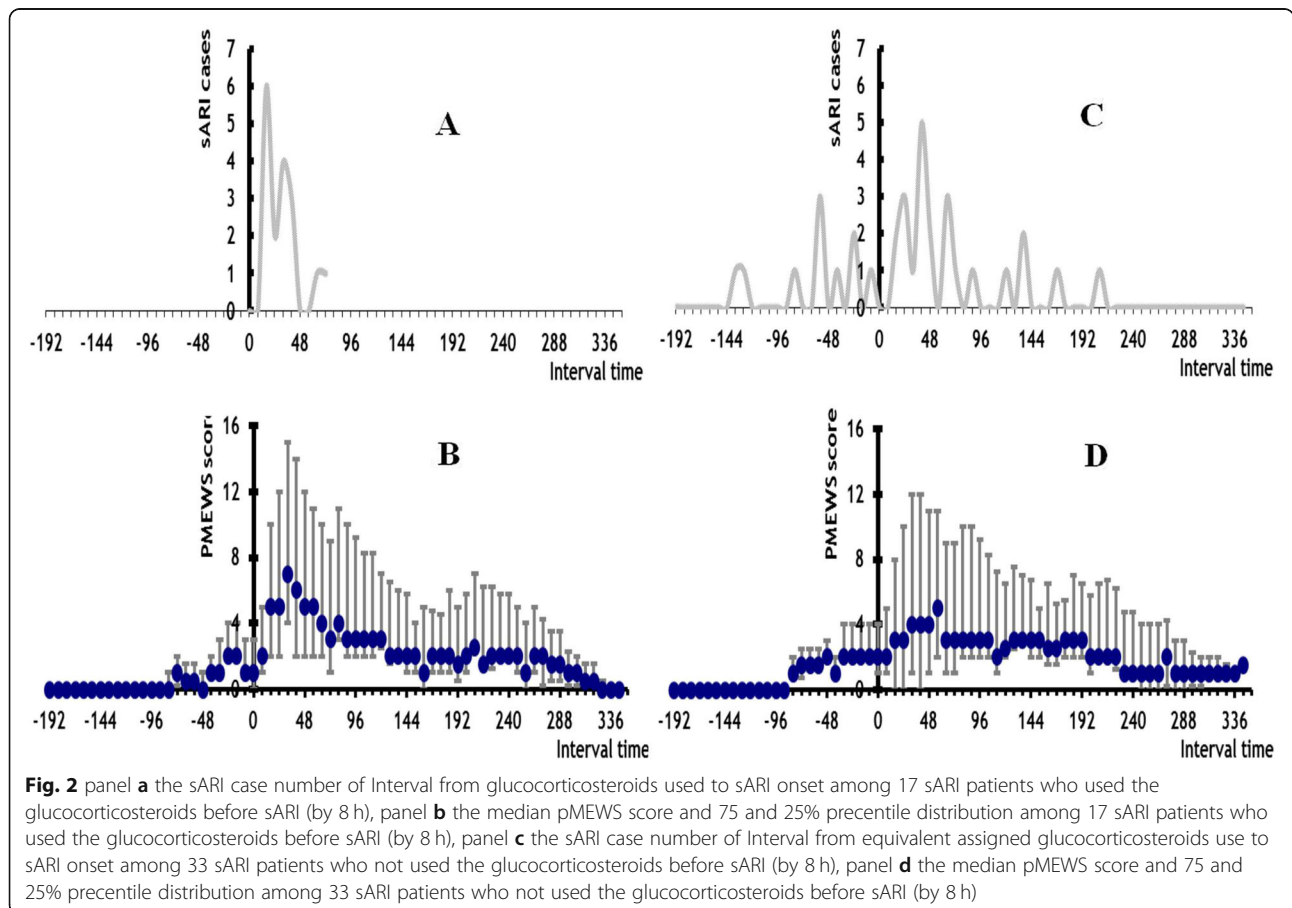 7
6
5
4
3
2
1
0
sARI cases
A
-192 -144 -96 -48 0 48 96 144 192 240 288 336
Interval time
7
6
5
4
3
2
1
0
sARI cases
C
-192 -144 -96 -48 0 48 96 144 192 240 288 336
Interval time
16
12
8
4
0
PMEWS score
B
-192 -144 -96 -48 0 48 96 144 192 240 288 336
Interval time
16
12
8
4
0
PMEWS score
D
-192 -144 -96 -48 0 48 96 144 192 240 288 336
Interval time
Fig. 2 panel a the sARI case number of Interval from glucocorticosteroids used to sARI onset among 17 sARI patients who used the
glucocorticosteroids before sARI (by 8 h), panel b the median pMEWS score and 75 and 25% precentile distribution among 17 sARI patients who
used the glucocorticosteroids before sARI (by 8 h), panel c the sARI case number of Interval from equivalent assigned glucocorticosteroids use to
sARI onset among 33 sARI patients who not used the glucocorticosteroids before sARI (by 8 h), panel d the median pMEWS score and 75 and
25% precentile distribution among 33 sARI patients who not used the glucocorticosteroids before sARI (by 8 h)